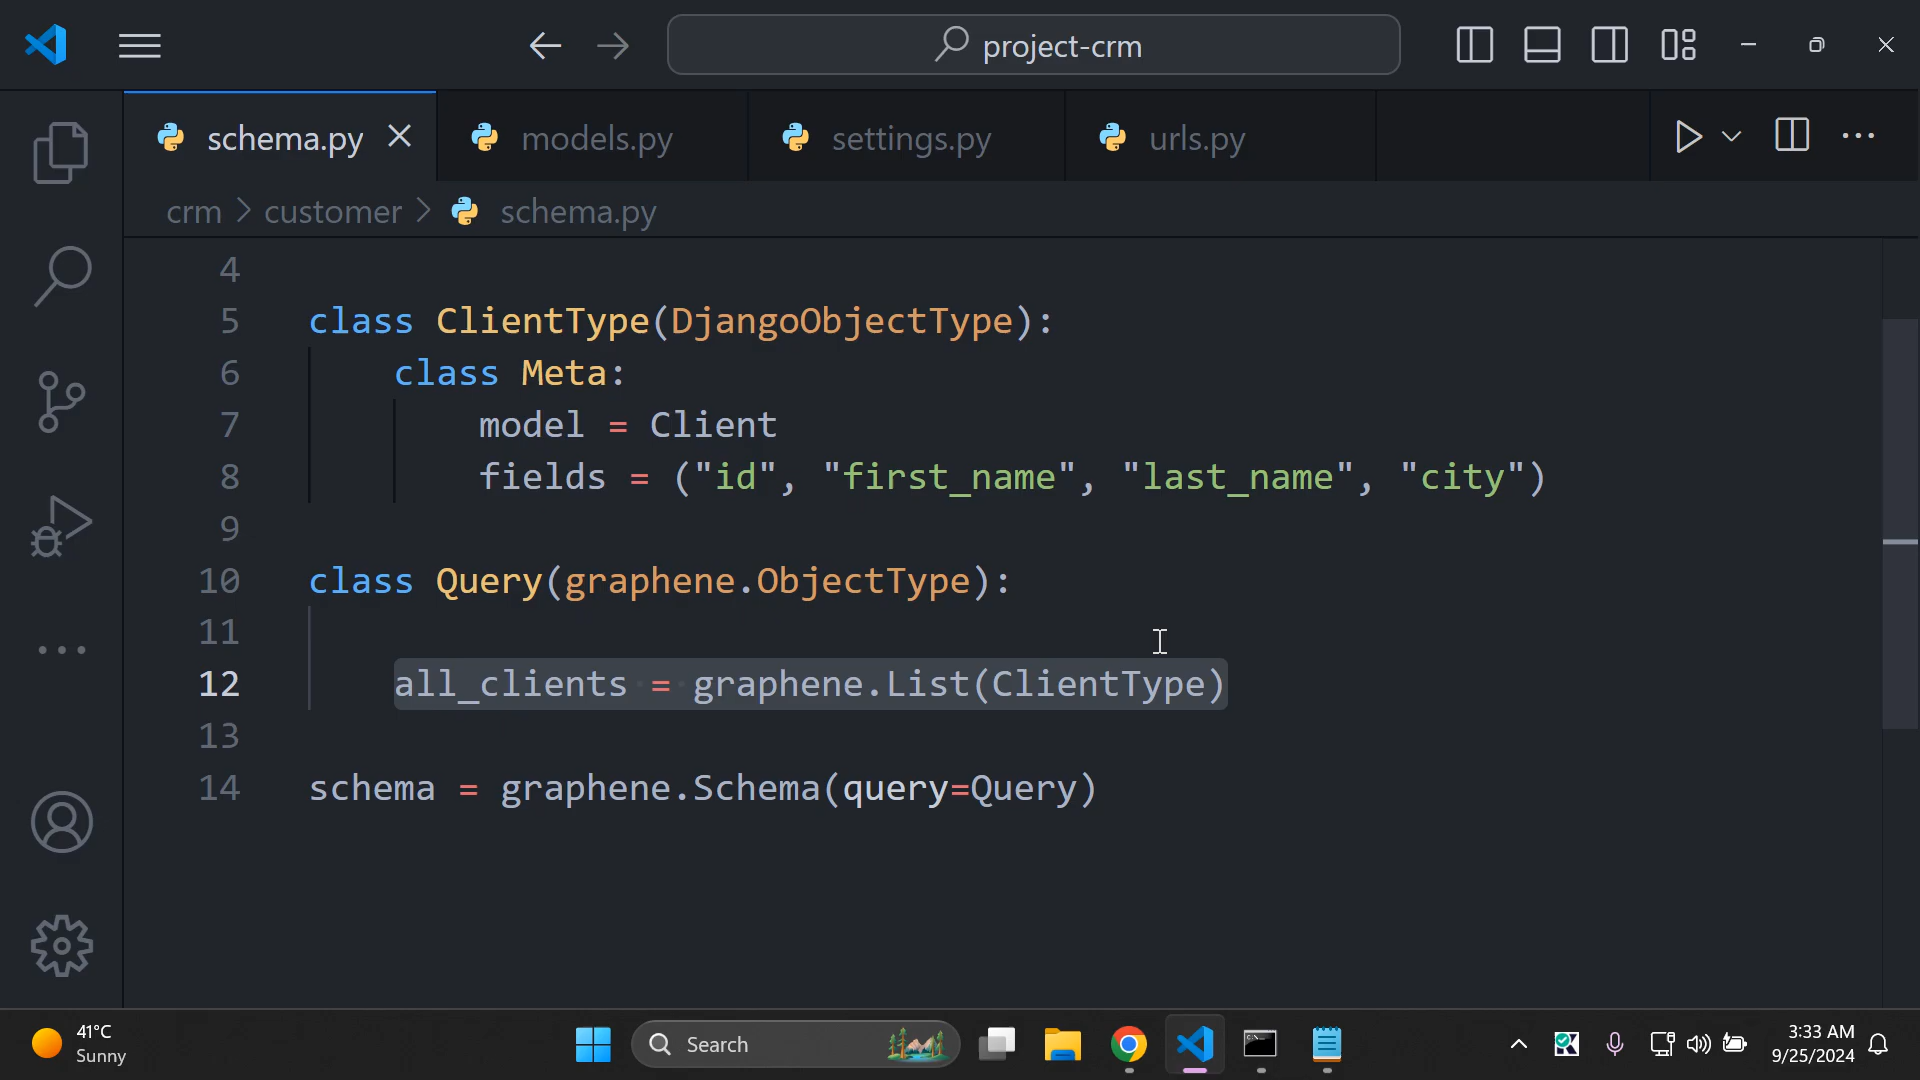 project-crm
schema.py
models.py
settings.py
urls.py
crm > customer > schema.py
4
5 class ClientType(DjangoObjectType):
6 class Meta:
7 model = Client
8 fields = ("id", "first_name", "last_name", "city")
9
10 class Query(graphene.ObjectType):
11
12 all_clients = graphene.List(ClientType)
13
14 schema = graphene.Schema(query=Query)
41°C
Sunny
Search
3:33 AM
9/25/2024